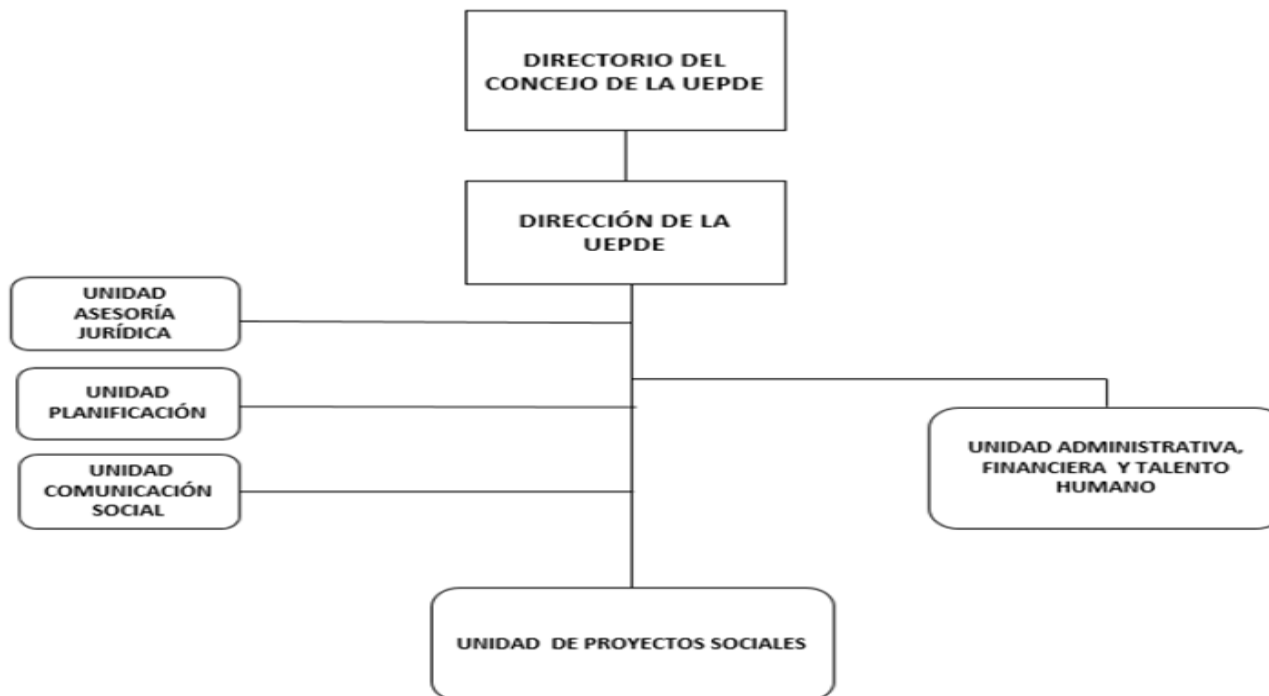 DIRECTORIO DEL
CONCEJO DE LA UEPDE
DIRECCIÓN DE LA
UEPDE
UNIDAD
ASESORÍA
JURÍDICA
UNIDAD
PLANIFICACIÓN
UNIDAD
COMUNICACIÓN
SOCIAL
UNIDAD ADMINISTRATIVA,
FINANCIERA Y TALENTO
HUMANO
UNIDAD DE PROYECTOS SOCIALES